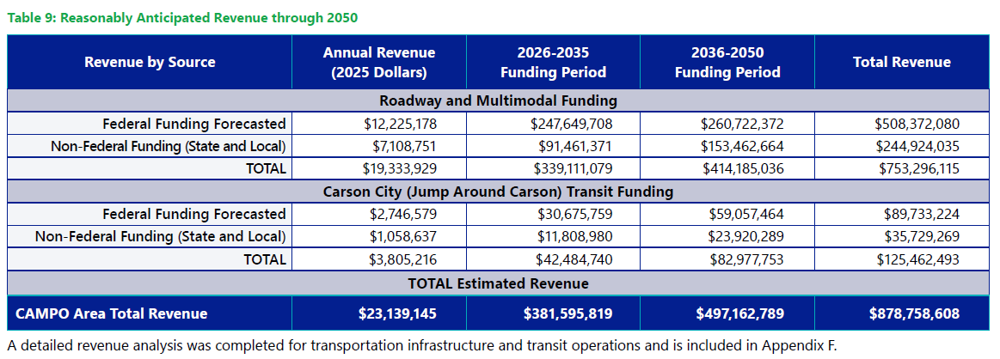 Table 9: Reasonably Anticipated Revenue through 2050
Revenue by Source Annual Revenue (2025 Dollars) 2026-2035 Funding Period 2036-2050 Funding Period Total Revenue
Roadway and Multimodal Funding
Federal Funding Forecasted $12,225,178 $247,649,708 $260,722,372 $508,372,080
Non-Federal Funding (State and Local) $7,108,751 $91,461,371 $153,462,664 $244,924,035
TOTAL $19,333,929 $339,111,079 $414,185,036 $753,296,115
Carson City (Jump Around Carson) Transit Funding
Federal Funding Forecasted $2,746,579 $30,675,759 $59,057,464 $89,733,224
Non-Federal Funding (State and Local) $1,058,637 $11,808,980 $23,920,289 $35,729,269
TOTAL $3,805,216 $42,484,740 $82,977,753 $125,462,493
TOTAL Estimated Revenue
CAMPO Area Total Revenue $23,139,145 $381,595,819 $497,162,789 $878,758,608
A detailed revenue analysis was completed for transportation infrastructure and transit operations and is included in Appendix F.